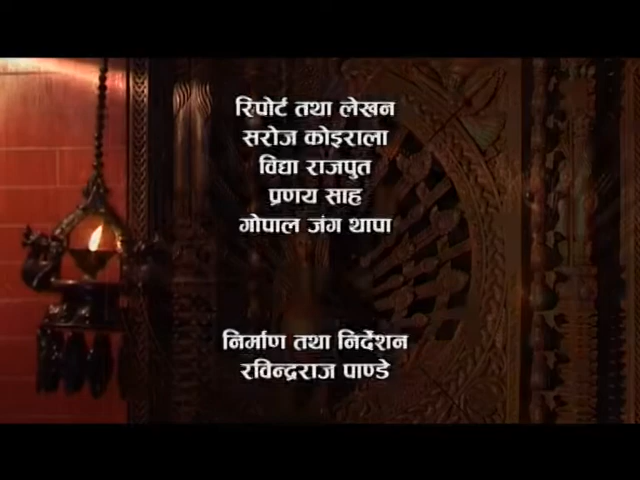 रिपोर्ट तथा लेखन
सरोज कोइराला
विद्या राजपुत
प्रणय साह
गोपाल जंग थापा
निर्माण तथा निर्देशन
रविन्द्रराज पाण्डे